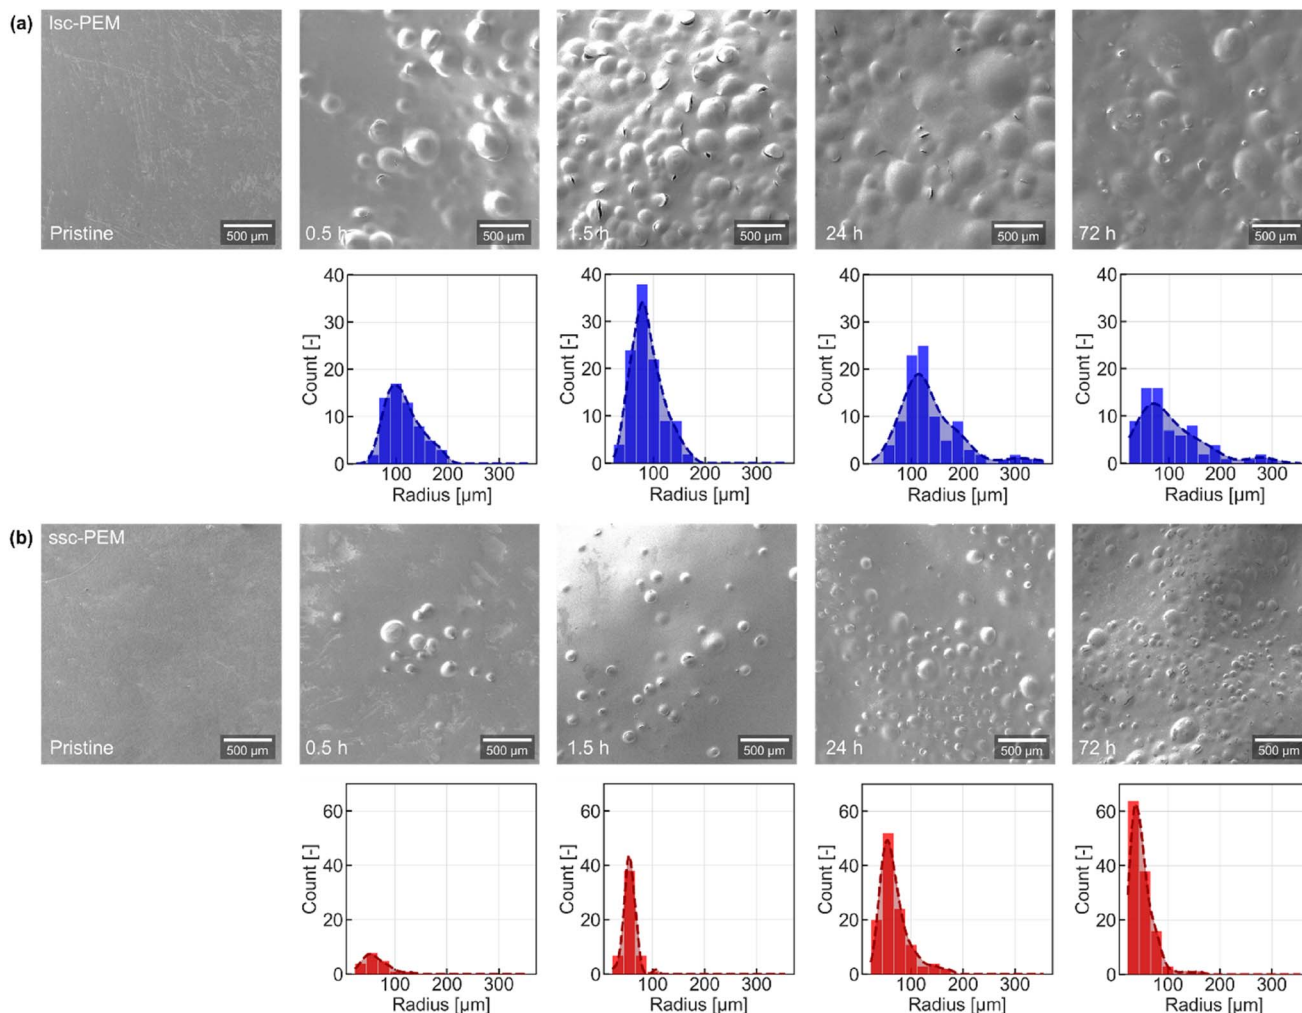 (a) lsc-PEM
Pristine 500 µm
0.5 h 500 µm
1.5 h 500 µm
24 h 500 µm
72 h 500 µm
40 40 40 40
30 30 30 30
20 20 20 20
10 10 10 10
0 0 0 0
Count [-] Count [-] Count [-] Count [-]
100 200 300 100 200 300 100 200 300 100 200 300
Radius [µm] Radius [µm] Radius [µm] Radius [µm]
(b) ssc-PEM
Pristine 500 µm
0.5 h 500 µm
1.5 h 500 µm
24 h 500 µm
72 h 500 µm
60 60 60 60
40 40 40 40
20 20 20 20
0 0 0 0
Count [-] Count [-] Count [-] Count [-]
0 100 200 300 0 100 200 300 0 100 200 300 0 100 200 300
Radius [µm] Radius [µm] Radius [µm] Radius [µm]